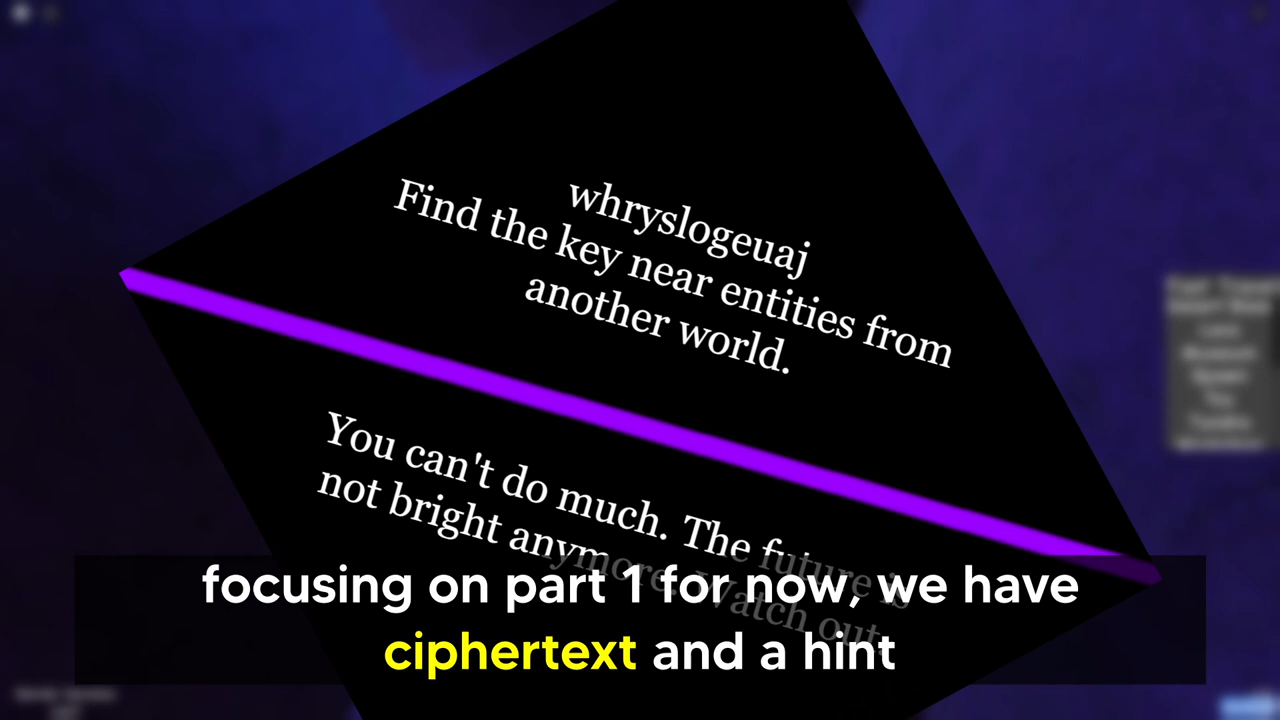 whryslogeuaj
Find the key near entities from
another world.
You can't do much. The future is
not bright anymore. Watch out.
focusing on part 1 for now, we have
ciphertext and a hint